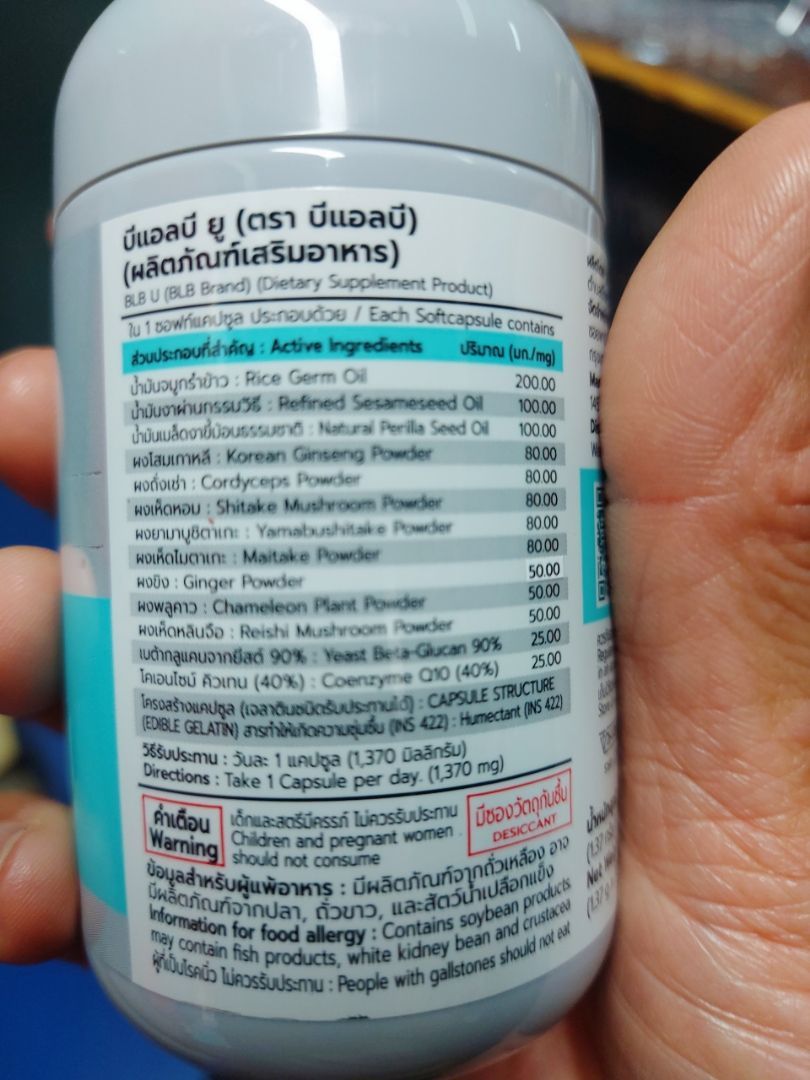 บีแอลบี ยู (ตรา บีแอลบี)
(ผลิตภัณฑ์เสริมอาหาร)
BLB U (BLB Brand) (Dietary Supplement Product)
ใน 1 ซอฟท์แคปซูล ประกอบด้วย / Each Softcapsule contains
ส่วนประกอบที่สำคัญ : Active Ingredients ปริมาณ (มก./mg)
น้ำมันจมูกรำข้าว : Rice Germ Oil 200.00
น้ำมันงาผ่านกรรมวิธี : Refined Sesameseed Oil 100.00
น้ำมันเมล็ดงาขี้ม้อนธรรมชาติ : Natural Perilla Seed Oil 100.00
ผงโสมเกาหลี : Korean Ginseng Powder 80.00
ผงถั่งเช่า : Cordyceps Powder 80.00
ผงเห็ดหอม : Shitake Mushroom Powder 80.00
ผงยามาบูชิตาเกะ : Yamabushitake Powder 80.00
ผงเห็ดไมตาเกะ : Maitake Powder 80.00
ผงขิง : Ginger Powder 50.00
ผงพลูคาว : Chameleon Plant Powder 50.00
ผงเห็ดหลินจือ : Reishi Mushroom Powder 50.00
เบต้ากลูแคนจากยีสต์ 90% : Yeast Beta-Glucan 90% 25.00
โคเอนไซน์ คิวเทน (40%) : Coenzyme Q10 (40%) 25.00
โครงสร้างแคปซูล (เจลาตินชนิดรับประทานได้) : CAPSULE STRUCTURE
(EDIBLE GELATIN) สารทำให้เกิดความชุ่มชื้น (INS 422) : Humectant (INS 422)
วิธีรับประทาน : วันละ 1 แคปซูล (1,370 มิลลิกรัม)
Directions : Take 1 Capsule per day. (1,370 mg)
คำเตือน
Warning
เด็กและสตรีมีครรภ์ ไม่ควรรับประทาน
Children and pregnant women
should not consume
มีซองวัตถุกันชื้น
DESICCANT
ข้อมูลสำหรับผู้แพ้อาหาร : มีผลิตภัณฑ์จากถั่วเหลือง อาจ
มีผลิตภัณฑ์จากปลา, ถั่วขาว, และสัตว์น้ำเปลือกแข็ง
Information for food allergy : Contains soybean products,
may contain fish products, white kidney bean and crustacea
ผู้ที่เป็นโรคนิ่ว ไม่ควรรับประทาน : People with gallstones should not eat